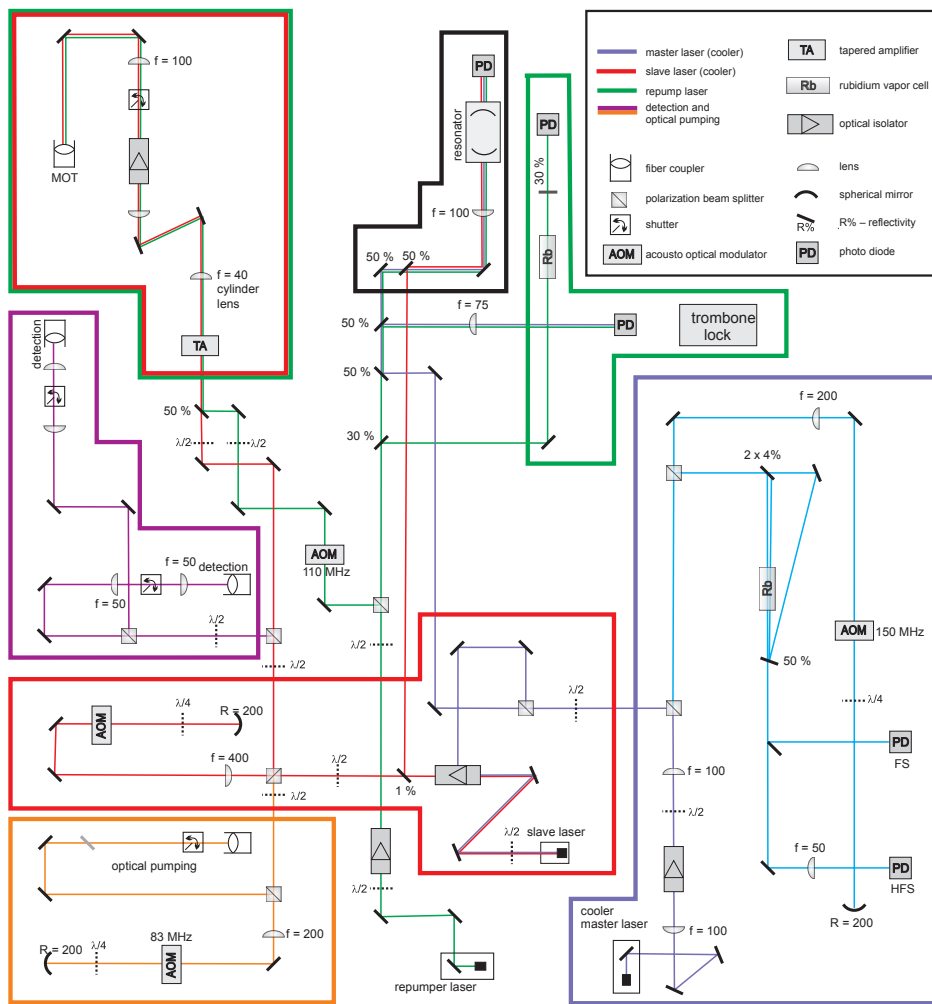 PD
f = 100
resonator
MOT
f = 100
50 %
50 %
f = 40
cylinder
lens
TA
50 %
λ/2
λ/2
PD
30 %
Rb
f = 75
50 %
PD
trombone
lock
50 %
30 %
master laser (cooler)
slave laser (cooler)
repump laser
detection and
optical pumping
fiber coupler
polarization beam splitter
shutter
AOM
acousto optical modulator
TA
tapered amplifier
Rb
rubidium vapor cell
optical isolator
lens
spherical mirror
R%
R% – reflectivity
PD
photo diode
detection
f = 50
f = 50
detection
λ/2
λ/2
AOM
110 MHz
λ/2
f = 200
2 x 4%
Rb
50 %
AOM
150 MHz
λ/4
PD
FS
f = 50
PD
HFS
R = 200
AOM
λ/4
R = 200
f = 400
λ/2
λ/2
1 %
λ/2
λ/2
slave laser
f = 100
λ/2
f = 100
cooler
master laser
optical pumping
f = 200
83 MHz
AOM
λ/4
R = 200
λ/2
repumper laser